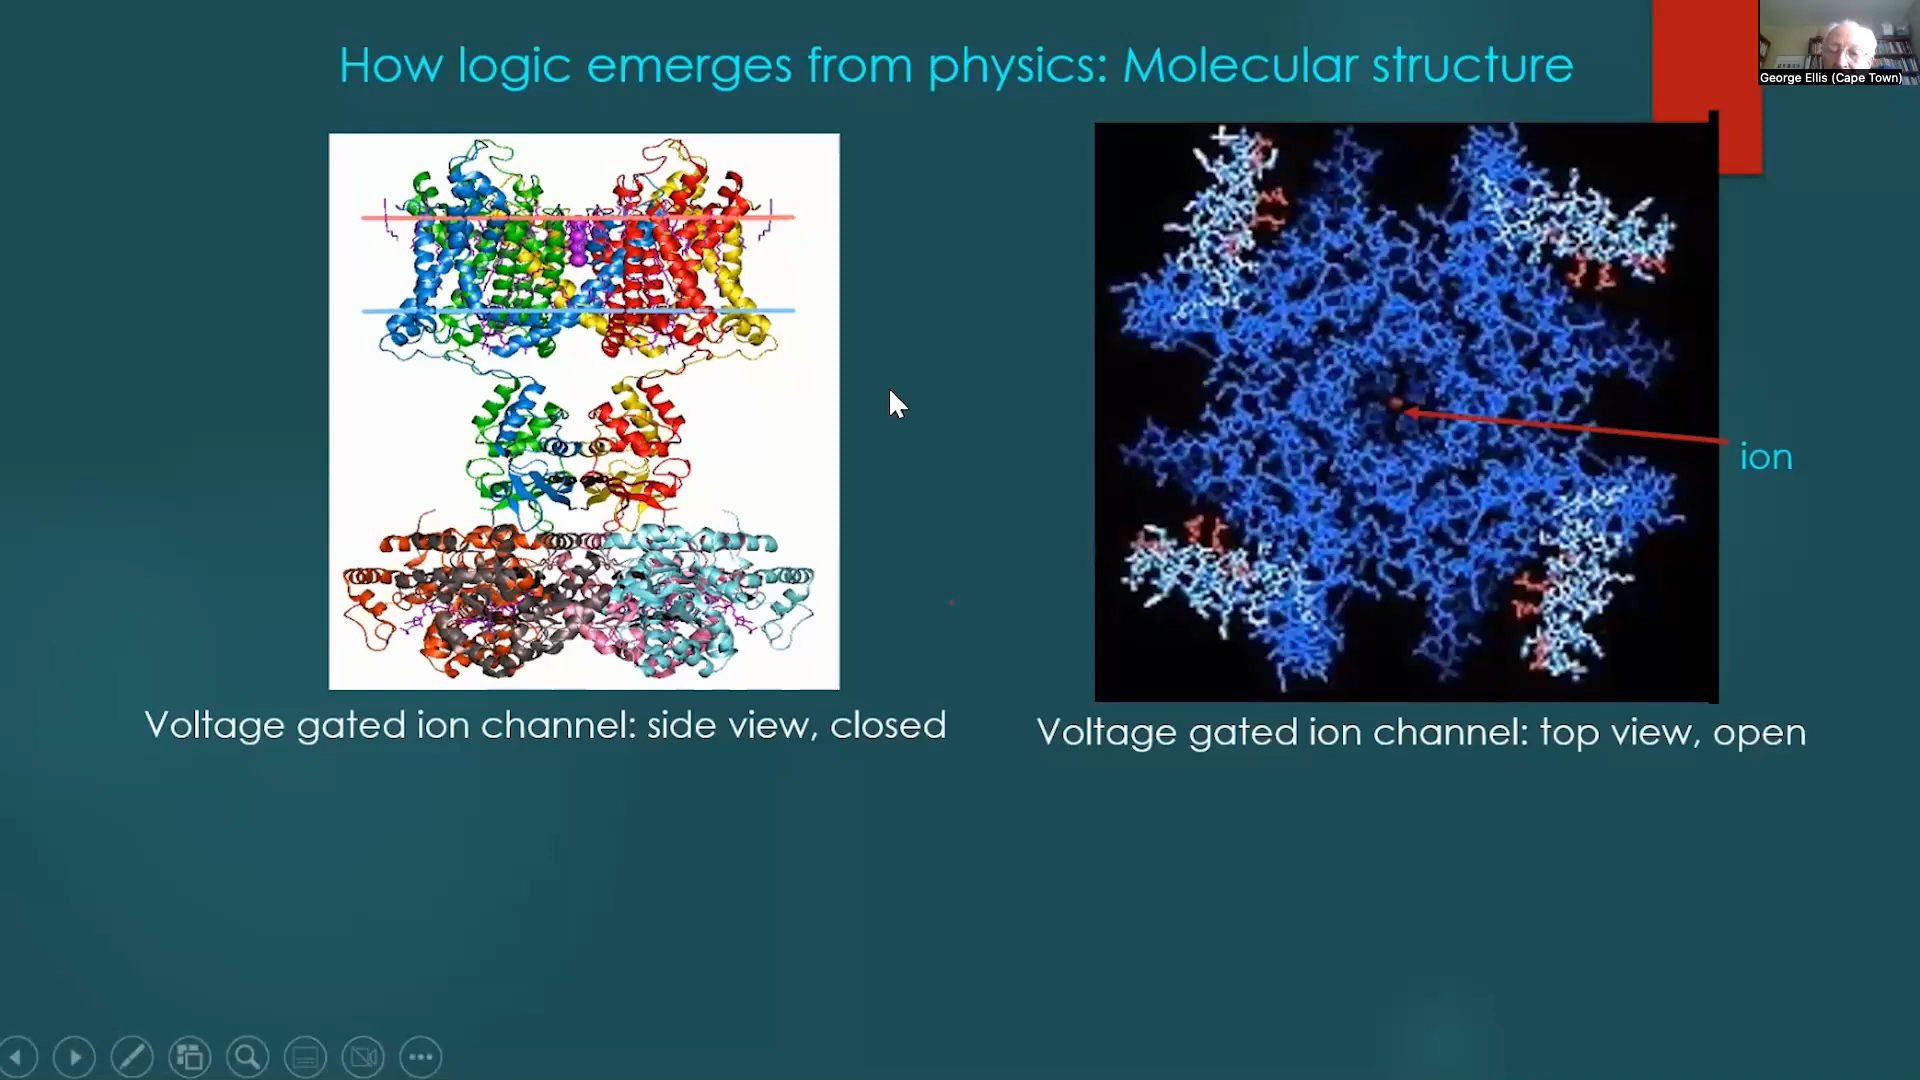 How logic emerges from physics: Molecular structure
George Ellis (Cape Town)
ion
Voltage gated ion channel: side view, closed
Voltage gated ion channel: top view, open